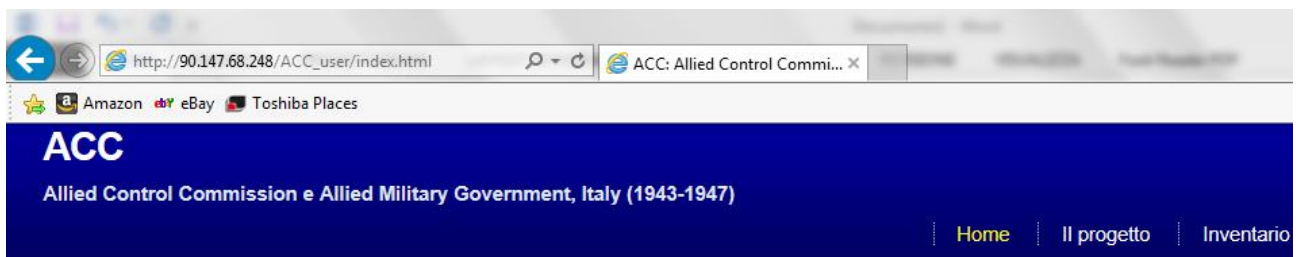 http://90.147.68.248/ACC_user/index.html
ACC: Allied Control Commi...
Amazon eBay Toshiba Places
ACC
Allied Control Commission e Allied Military Government, Italy (1943-1947)
Home Il progetto Inventario